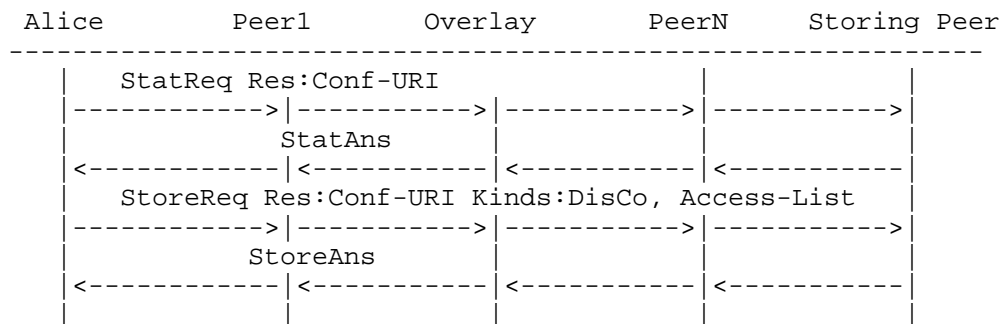 Alice Peer1 Overlay PeerN Storing Peer
---------------------------------------------------------------
| StatReq Res:Conf-URI | |
|------------>|----------->|----------->|----------->|
| StatAns | | |
|<------------|<-----------|<-----------|<-----------|
| StoreReq Res:Conf-URI Kinds:DisCo, Access-List |
|------------>|----------->|----------->|----------->|
| StoreAns | | |
|<------------|<-----------|<-----------|<-----------|
| | | | |